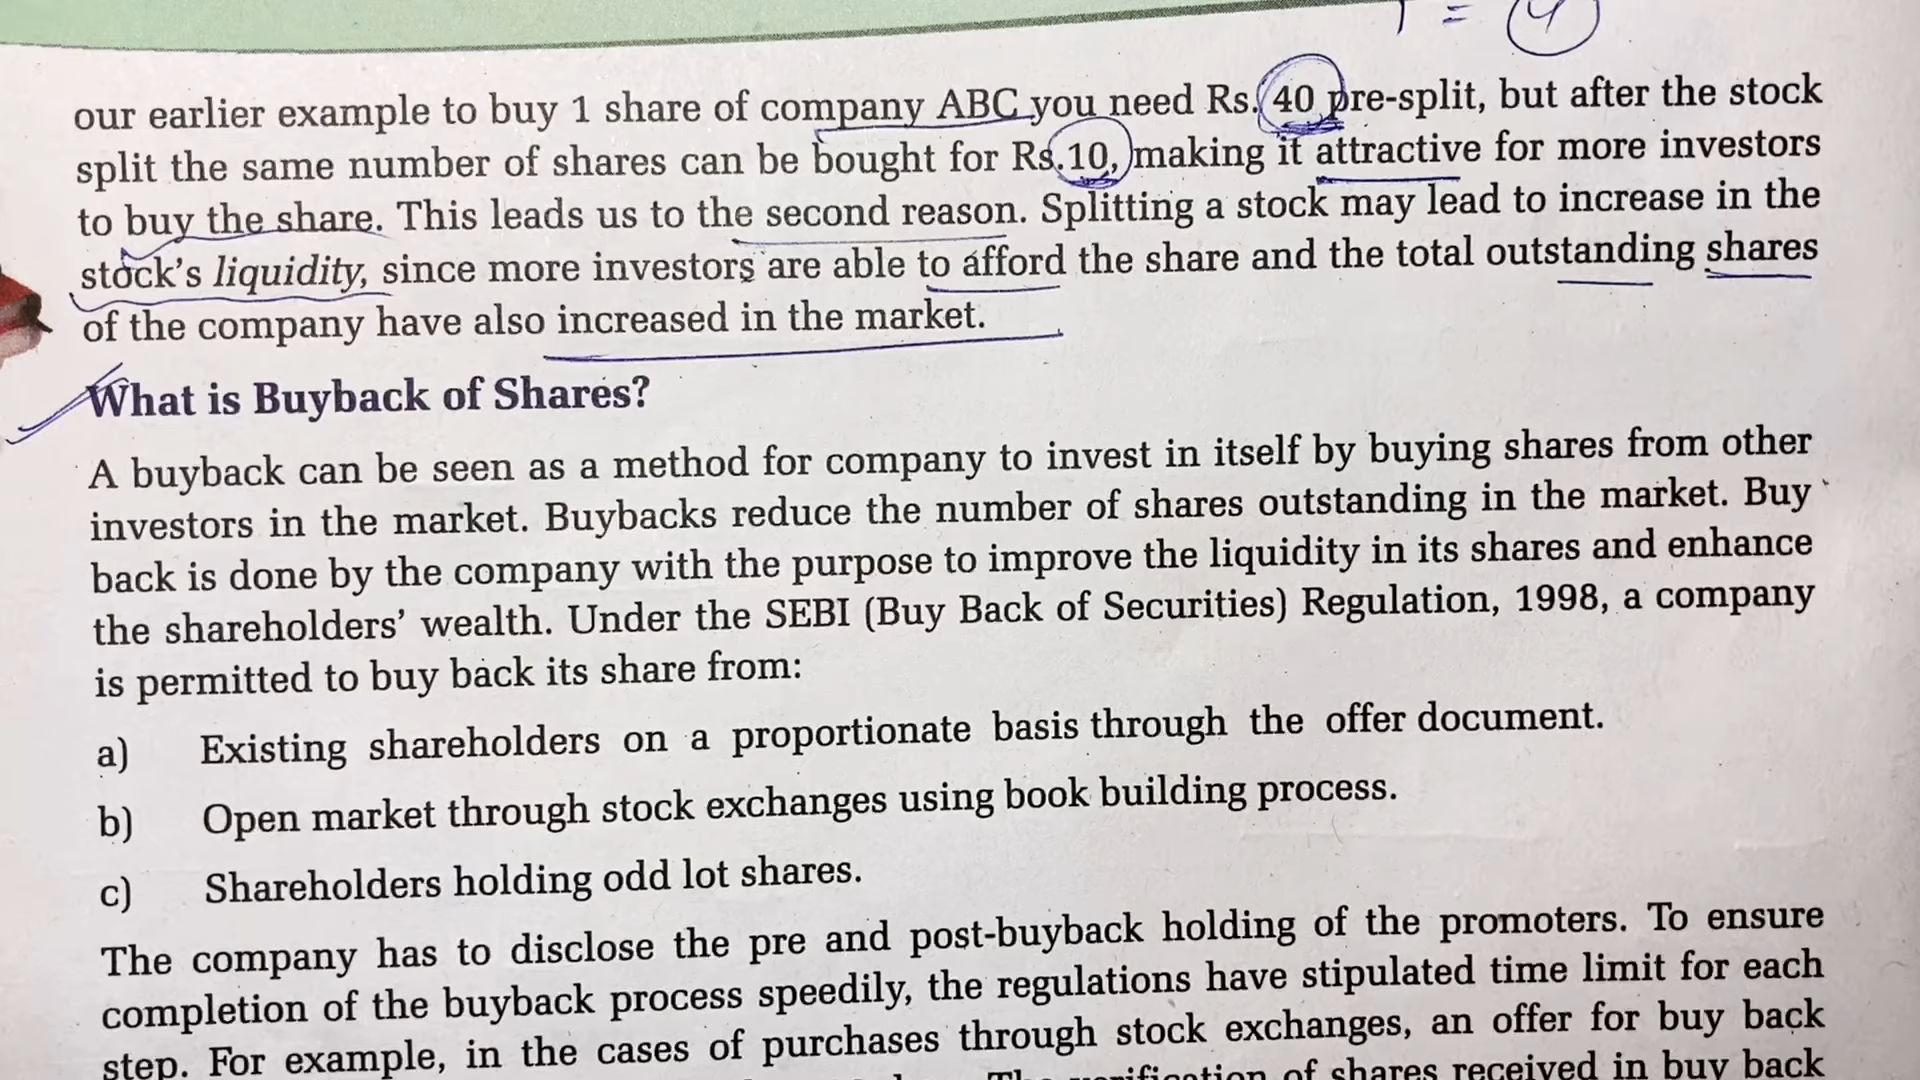 1 = 4
our earlier example to buy 1 share of company ABC you need Rs. 40 pre-split, but after the stock
split the same number of shares can be bought for Rs.10, making it attractive for more investors
to buy the share. This leads us to the second reason. Splitting a stock may lead to increase in the
stock's liquidity, since more investors are able to afford the share and the total outstanding shares
of the company have also increased in the market.
What is Buyback of Shares?
A buyback can be seen as a method for company to invest in itself by buying shares from other
investors in the market. Buybacks reduce the number of shares outstanding in the market. Buy
back is done by the company with the purpose to improve the liquidity in its shares and enhance
the shareholders' wealth. Under the SEBI (Buy Back of Securities) Regulation, 1998, a company
is permitted to buy back its share from:
a) Existing shareholders on a proportionate basis through the offer document.
b) Open market through stock exchanges using book building process.
c) Shareholders holding odd lot shares.
The company has to disclose the pre and post-buyback holding of the promoters. To ensure
completion of the buyback process speedily, the regulations have stipulated time limit for each
step. For example, in the cases of purchases through stock exchanges, an offer for buy back
verification of shares received in buy back